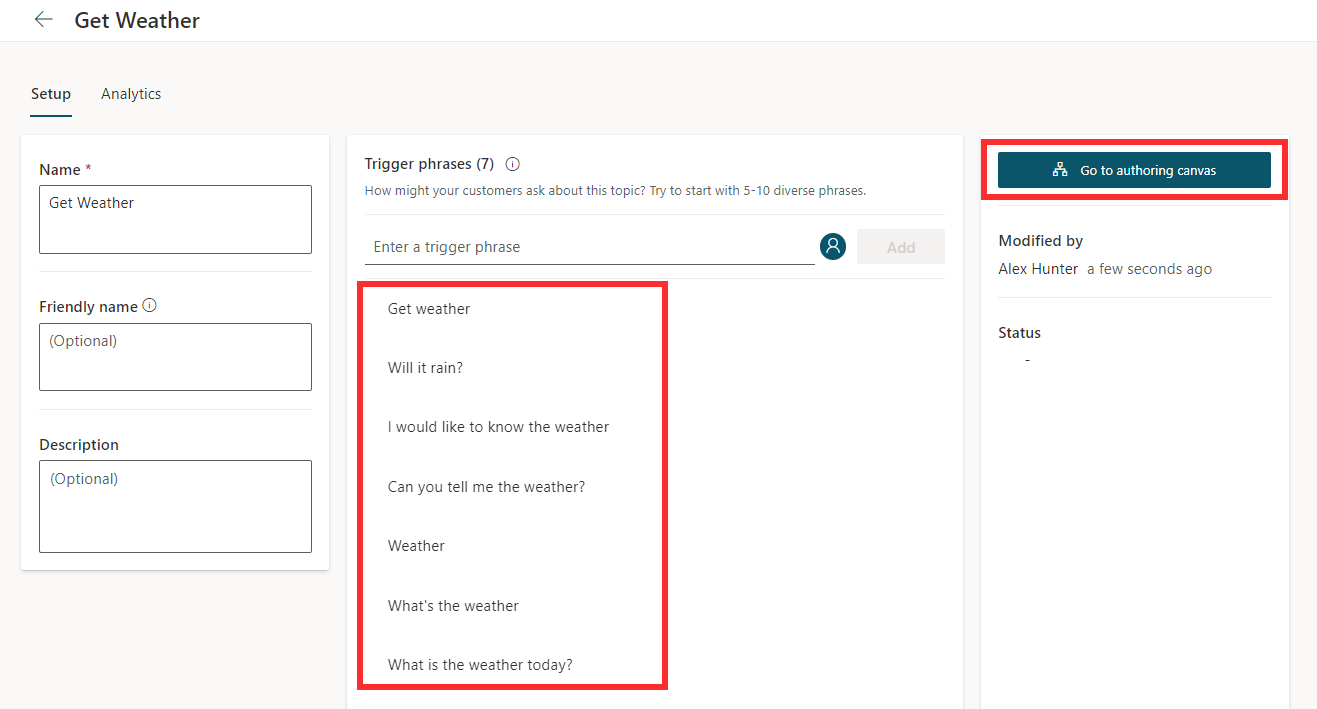 Get Weather
Setup
Analytics
Name *
Get Weather
Friendly name
(Optional)
Description
(Optional)
Trigger phrases (7)
How might your customers ask about this topic? Try to start with 5-10 diverse phrases.
Enter a trigger phrase
Add
Get weather
Will it rain?
I would like to know the weather
Can you tell me the weather?
Weather
What's the weather
What is the weather today?
Go to authoring canvas
Modified by
Alex Hunter a few seconds ago
Status
-